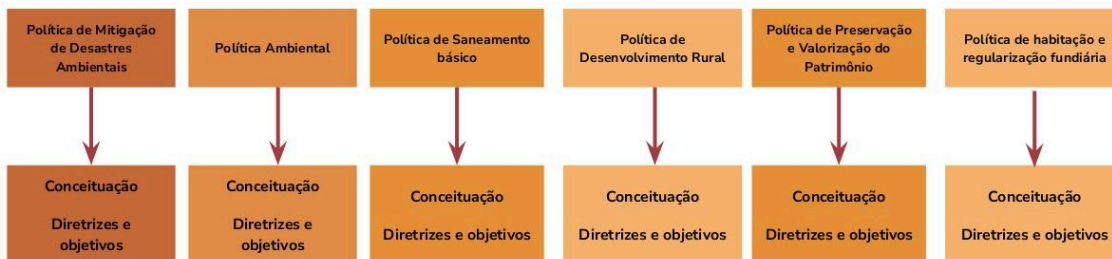 Política de Mitigação
de Desastres
Ambientais
Política Ambiental
Política de Saneamento
básico
Política de
Desenvolvimento Rural
Política de Preservação
e Valorização do
Patrimônio
Política de habitação e
regularização fundiária
Conceituação
Diretrizes e
objetivos
Conceituação
Diretrizes e
objetivos
Conceituação
Diretrizes e objetivos
Conceituação
Diretrizes e objetivos
Conceituação
Diretrizes e objetivos
Conceituação
Diretrizes e objetivos